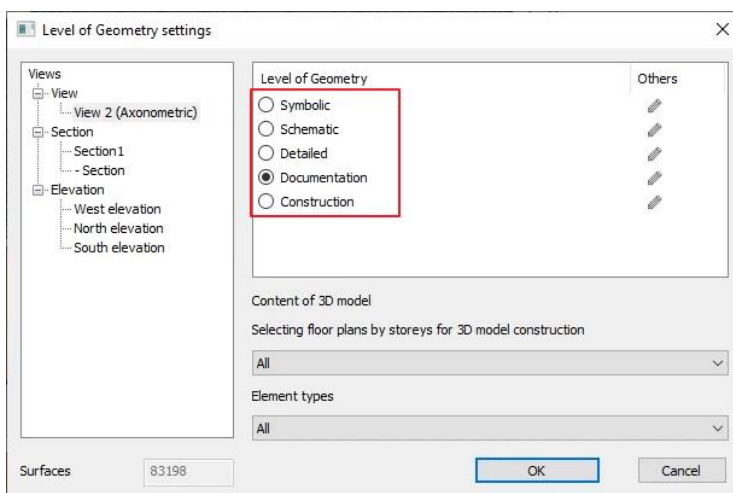 Level of Geometry settings
Views
View
View 2 (Axonometric)
Section
Section1
- Section
Elevation
West elevation
North elevation
South elevation
Level of Geometry Others
Symbolic
Schematic
Detailed
Documentation
Construction
Content of 3D model
Selecting floor plans by storeys for 3D model construction
All
Element types
All
Surfaces 83198 OK Cancel